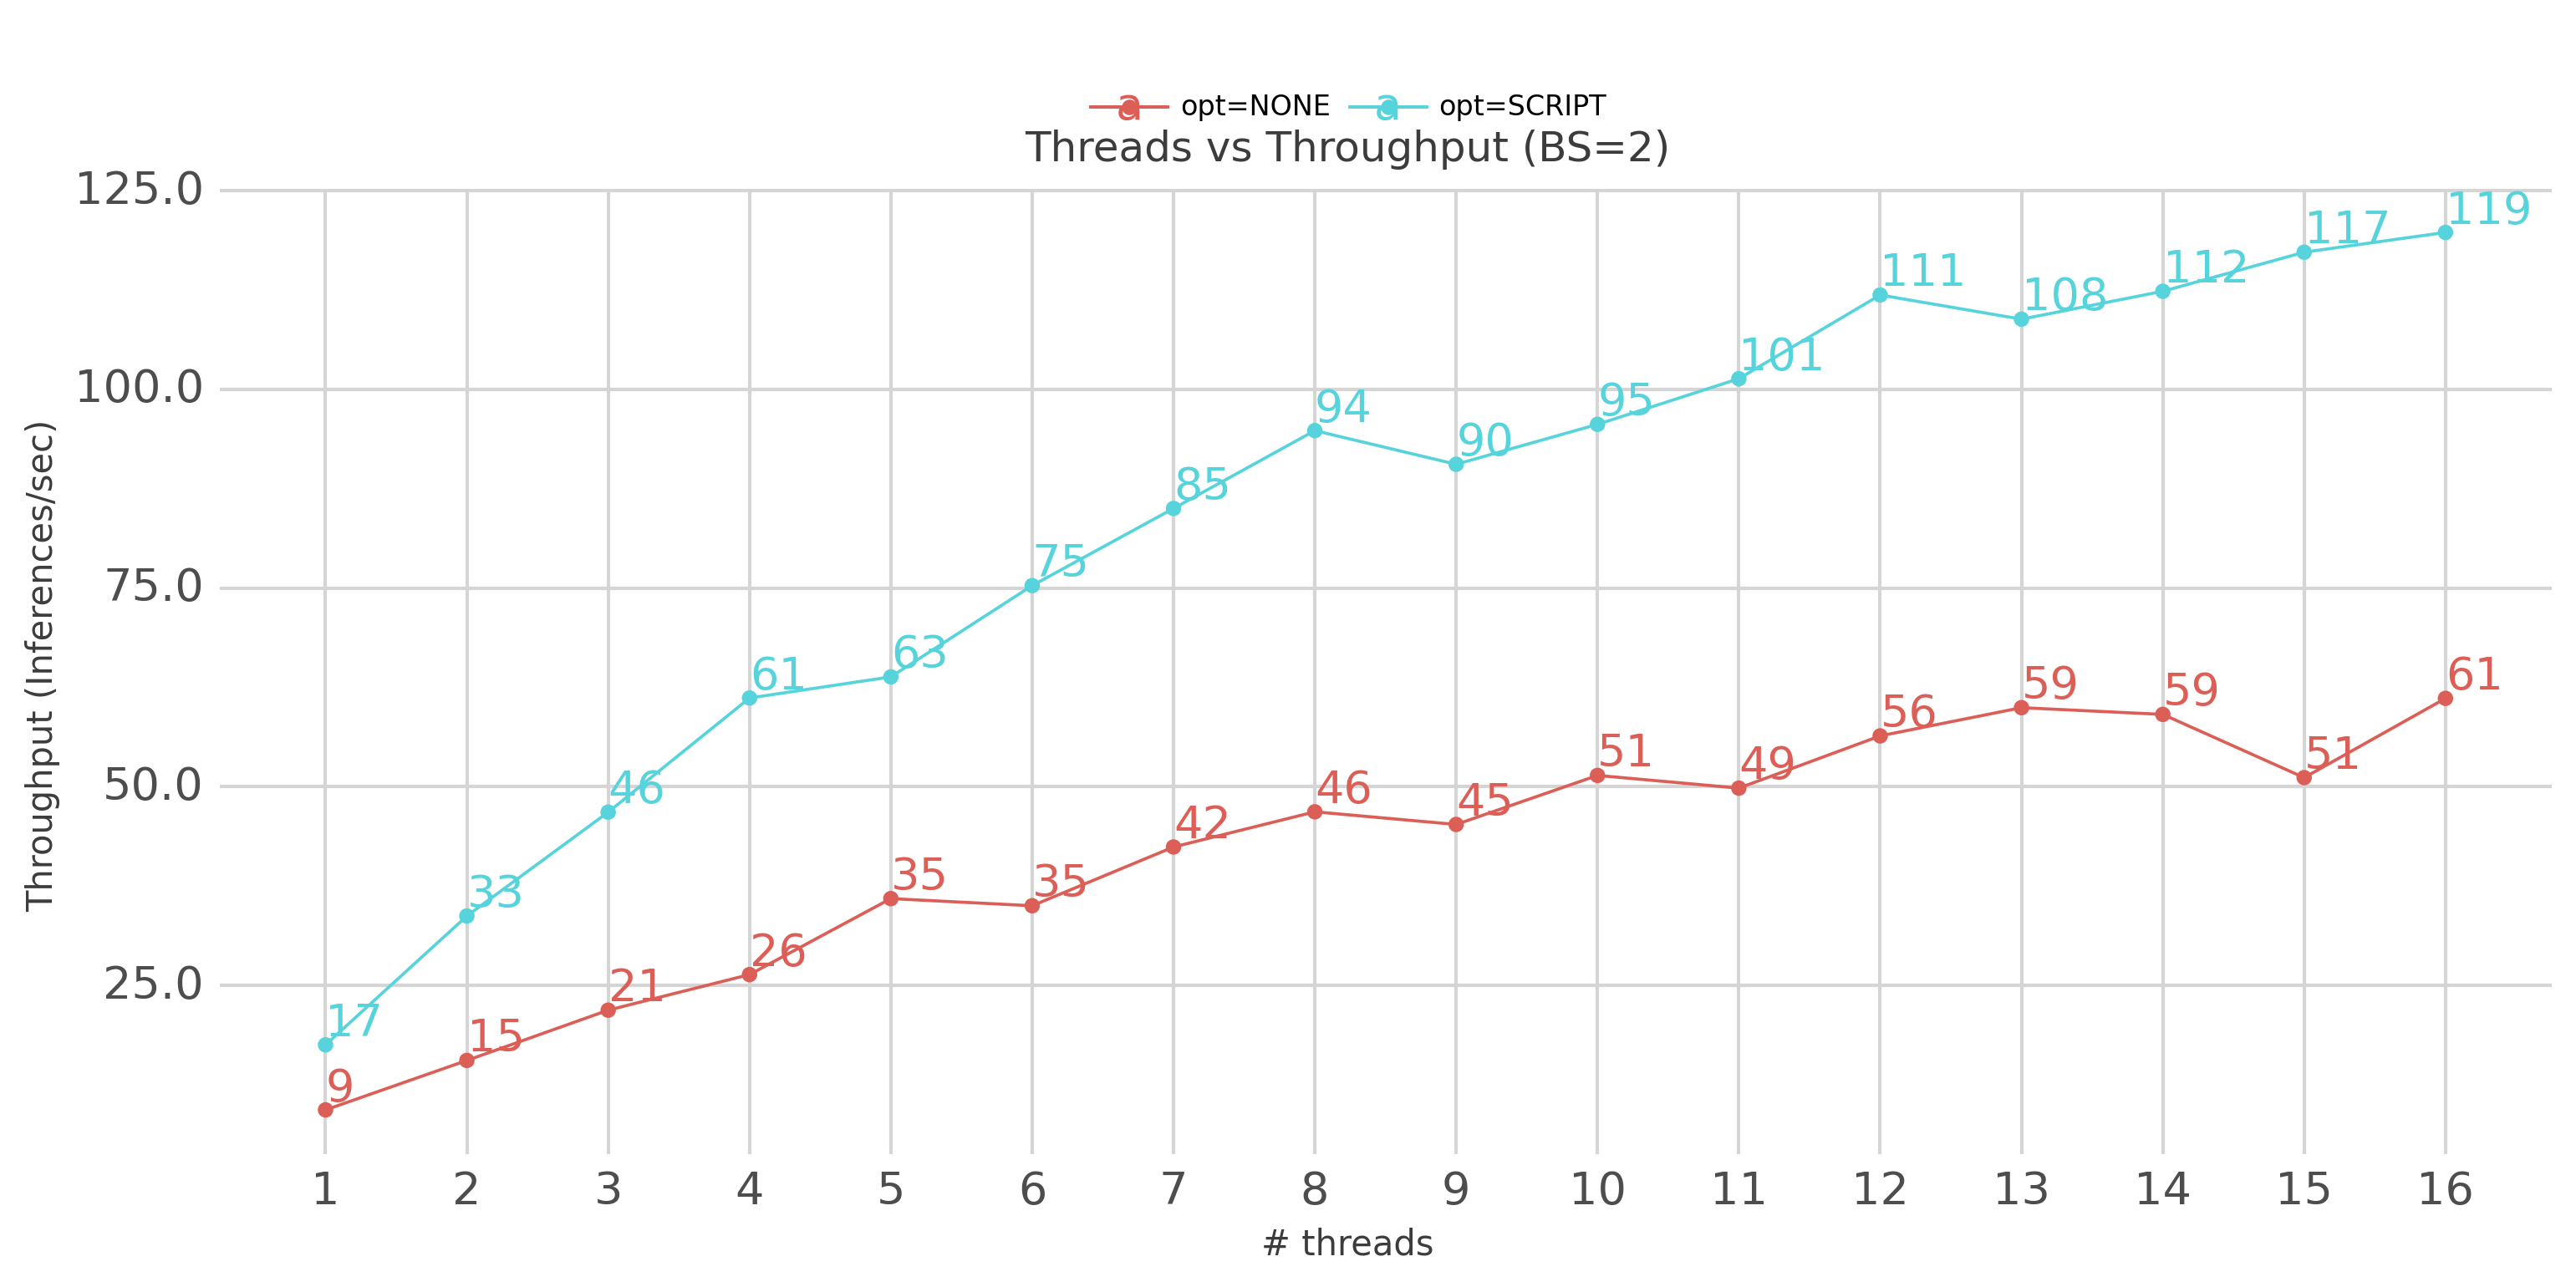 a opt=NONE a opt=SCRIPT
Threads vs Throughput (BS=2)
Throughput (Inferences/sec)
125.0
100.0
75.0
50.0
25.0
17 33 46 61 63 75 85 94 90 95 101 111 108 112 117 119
9 15 21 26 35 35 42 46 45 51 49 56 59 59 51 61
1 2 3 4 5 6 7 8 9 10 11 12 13 14 15 16
# threads